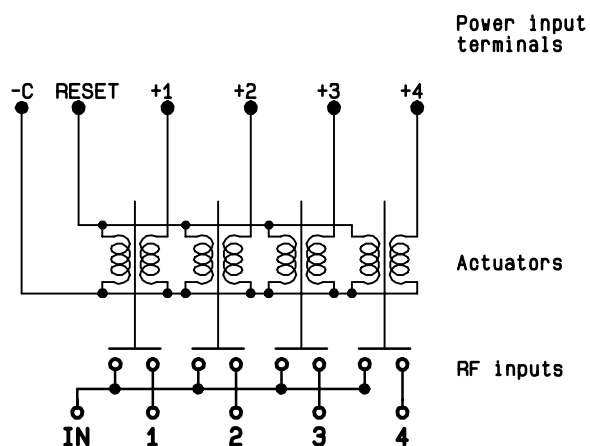 Power input
terminals
-C RESET +1 +2 +3 +4
Actuators
RF inputs
IN 1 2 3 4